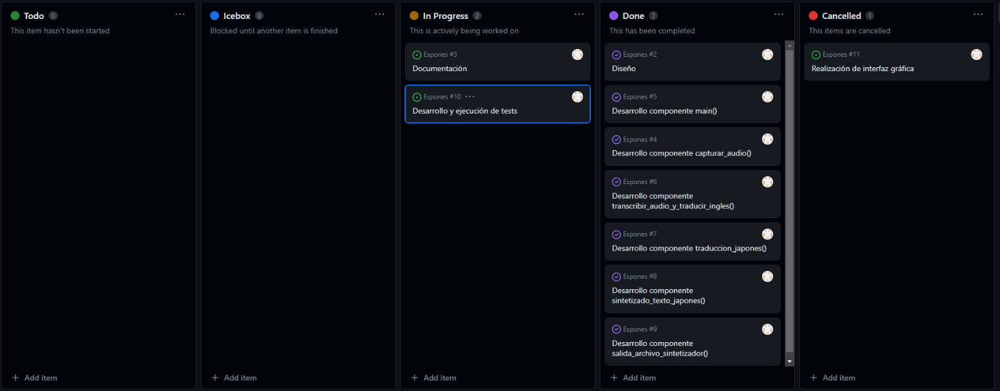 Todo 0
This item hasn't been started
+ Add item
Icebox 0
Blocked until another item is finished
+ Add item
In Progress 2
This is actively being worked on
Espones #3
Documentación
Espones #10
Desarrollo y ejecución de tests
+ Add item
Done 7
This has been completed
Espones #2
Diseño
Espones #5
Desarrollo componente main()
Espones #4
Desarrollo componente capturar_audio()
Espones #6
Desarrollo componente
transcribir_audio_y_traducir_ingles()
Espones #7
Desarrollo componente traduccion_japones()
Espones #8
Desarrollo componente
sintetizado_texto_japones()
Espones #9
Desarrollo componente
salida_archivo_sintetizador()
+ Add item
Cancelled 1
This items are cancelled
Espones #11
Realización de interfaz gráfica
+ Add item